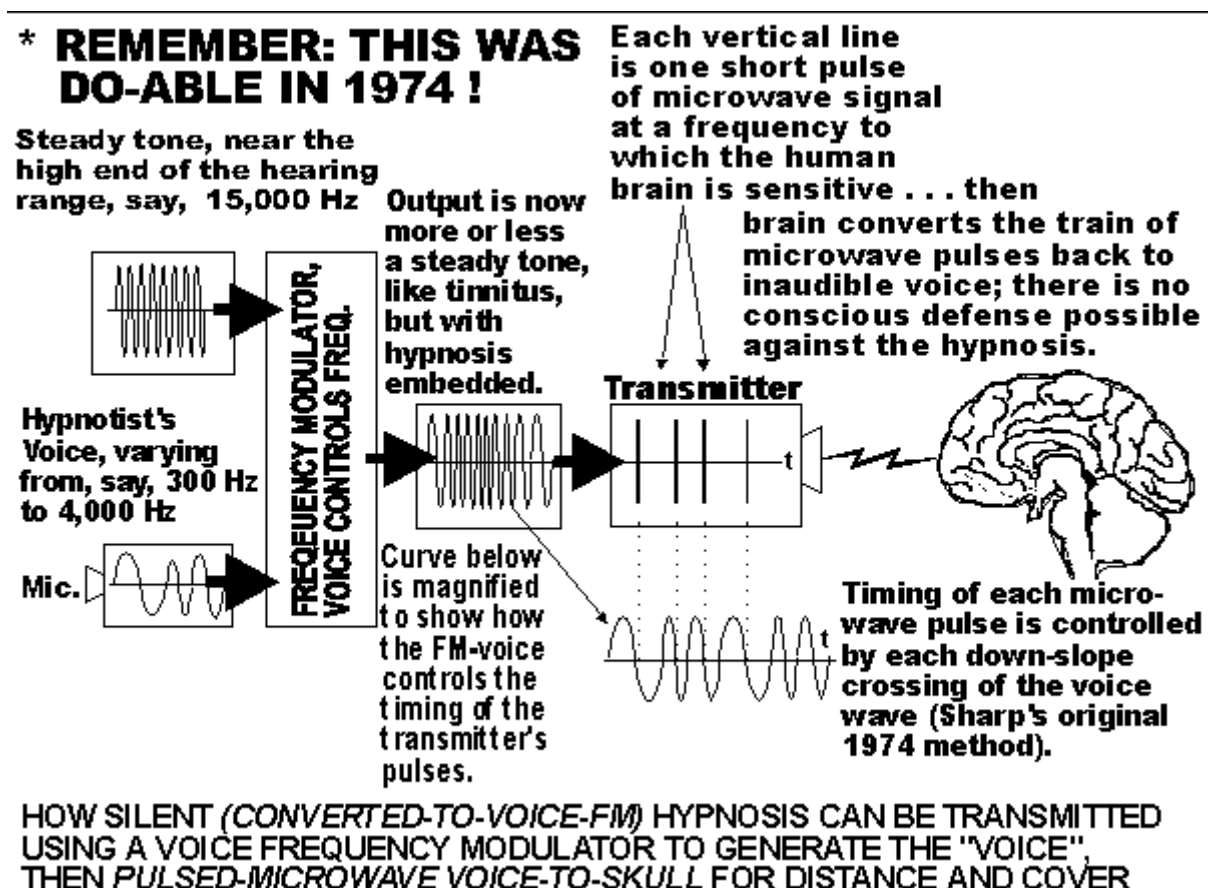 * REMEMBER: THIS WAS
DO-ABLE IN 1974 !
Steady tone, near the
high end of the hearing
range, say, 15,000 Hz
Each vertical line
is one short pulse
of microwave signal
at a frequency to
which the human
brain is sensitive . . . then
brain converts the train of
microwave pulses back to
inaudible voice; there is no
conscious defense possible
against the hypnosis.
Output is now
more or less
a steady tone,
like tinnitus,
but with
hypnosis
embedded.
FREQEUNCY MODULATOR,
VOICE CONTROLS FREQ.
Transmitter
t
Hypnotist's
Voice, varying
from, say, 300 Hz
to 4,000 Hz
Mic.
Curve below
is magnified
to show how
the FM-voice
controls the
timing of the
transmitter's
pulses.
t
Timing of each micro-
wave pulse is controlled
by each down-slope
crossing of the voice
wave (Sharp's original
1974 method).
HOW SILENT (CONVERTED-TO-VOICE-FM) HYPNOSIS CAN BE TRANSMITTED
USING A VOICE FREQUENCY MODULATOR TO GENERATE THE "VOICE",
THEN PULSED-MICROWAVE VOICE-TO-SKULL FOR DISTANCE AND COVER